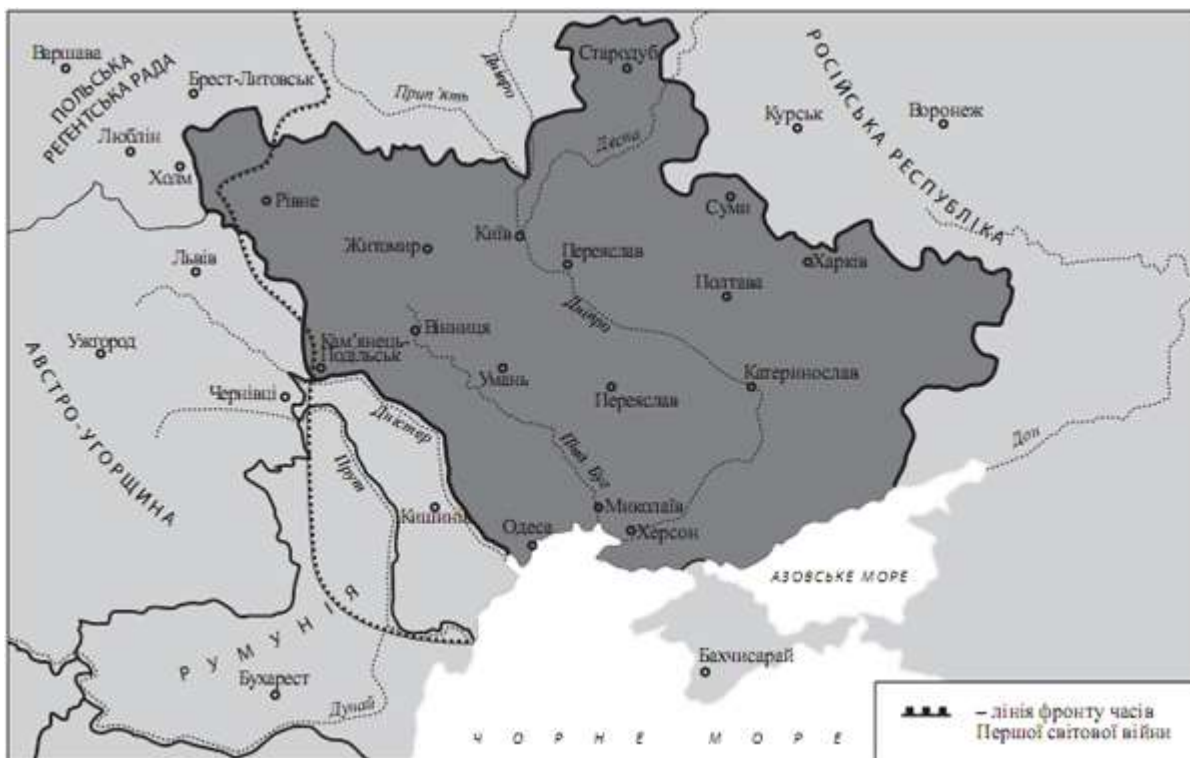 Варшава
ПОЛЬСЬКА
РЕГЕНТСЬКА РАДА
Брест-Литовськ
Люблін
Холм
Прип'ять
Дніпро
Стародуб
Десна
РОСІЙСЬКА РЕСПУБЛІКА
Курськ
Воронеж
Рівне
Суми
Київ
Житомир
Переяслав
Харків
Львів
Полтава
Дніпро
Вінниця
Ужгород
Кам’янець-
Подільськ
Умань
Катеринослав
Чернівці
Переяслав
АВСТРО-УГОРЩИНА
Дністер
Прут
Півд. Буг
Дон
Кишинів
Миколаїв
Одеса
Херсон
АЗОВСЬКЕ МОРЕ
РУМУНІЯ
Бахчисарай
Бухарест
Дунай
ЧОРНЕ МОРЕ
– лінія фронту часів
Першої світової війни